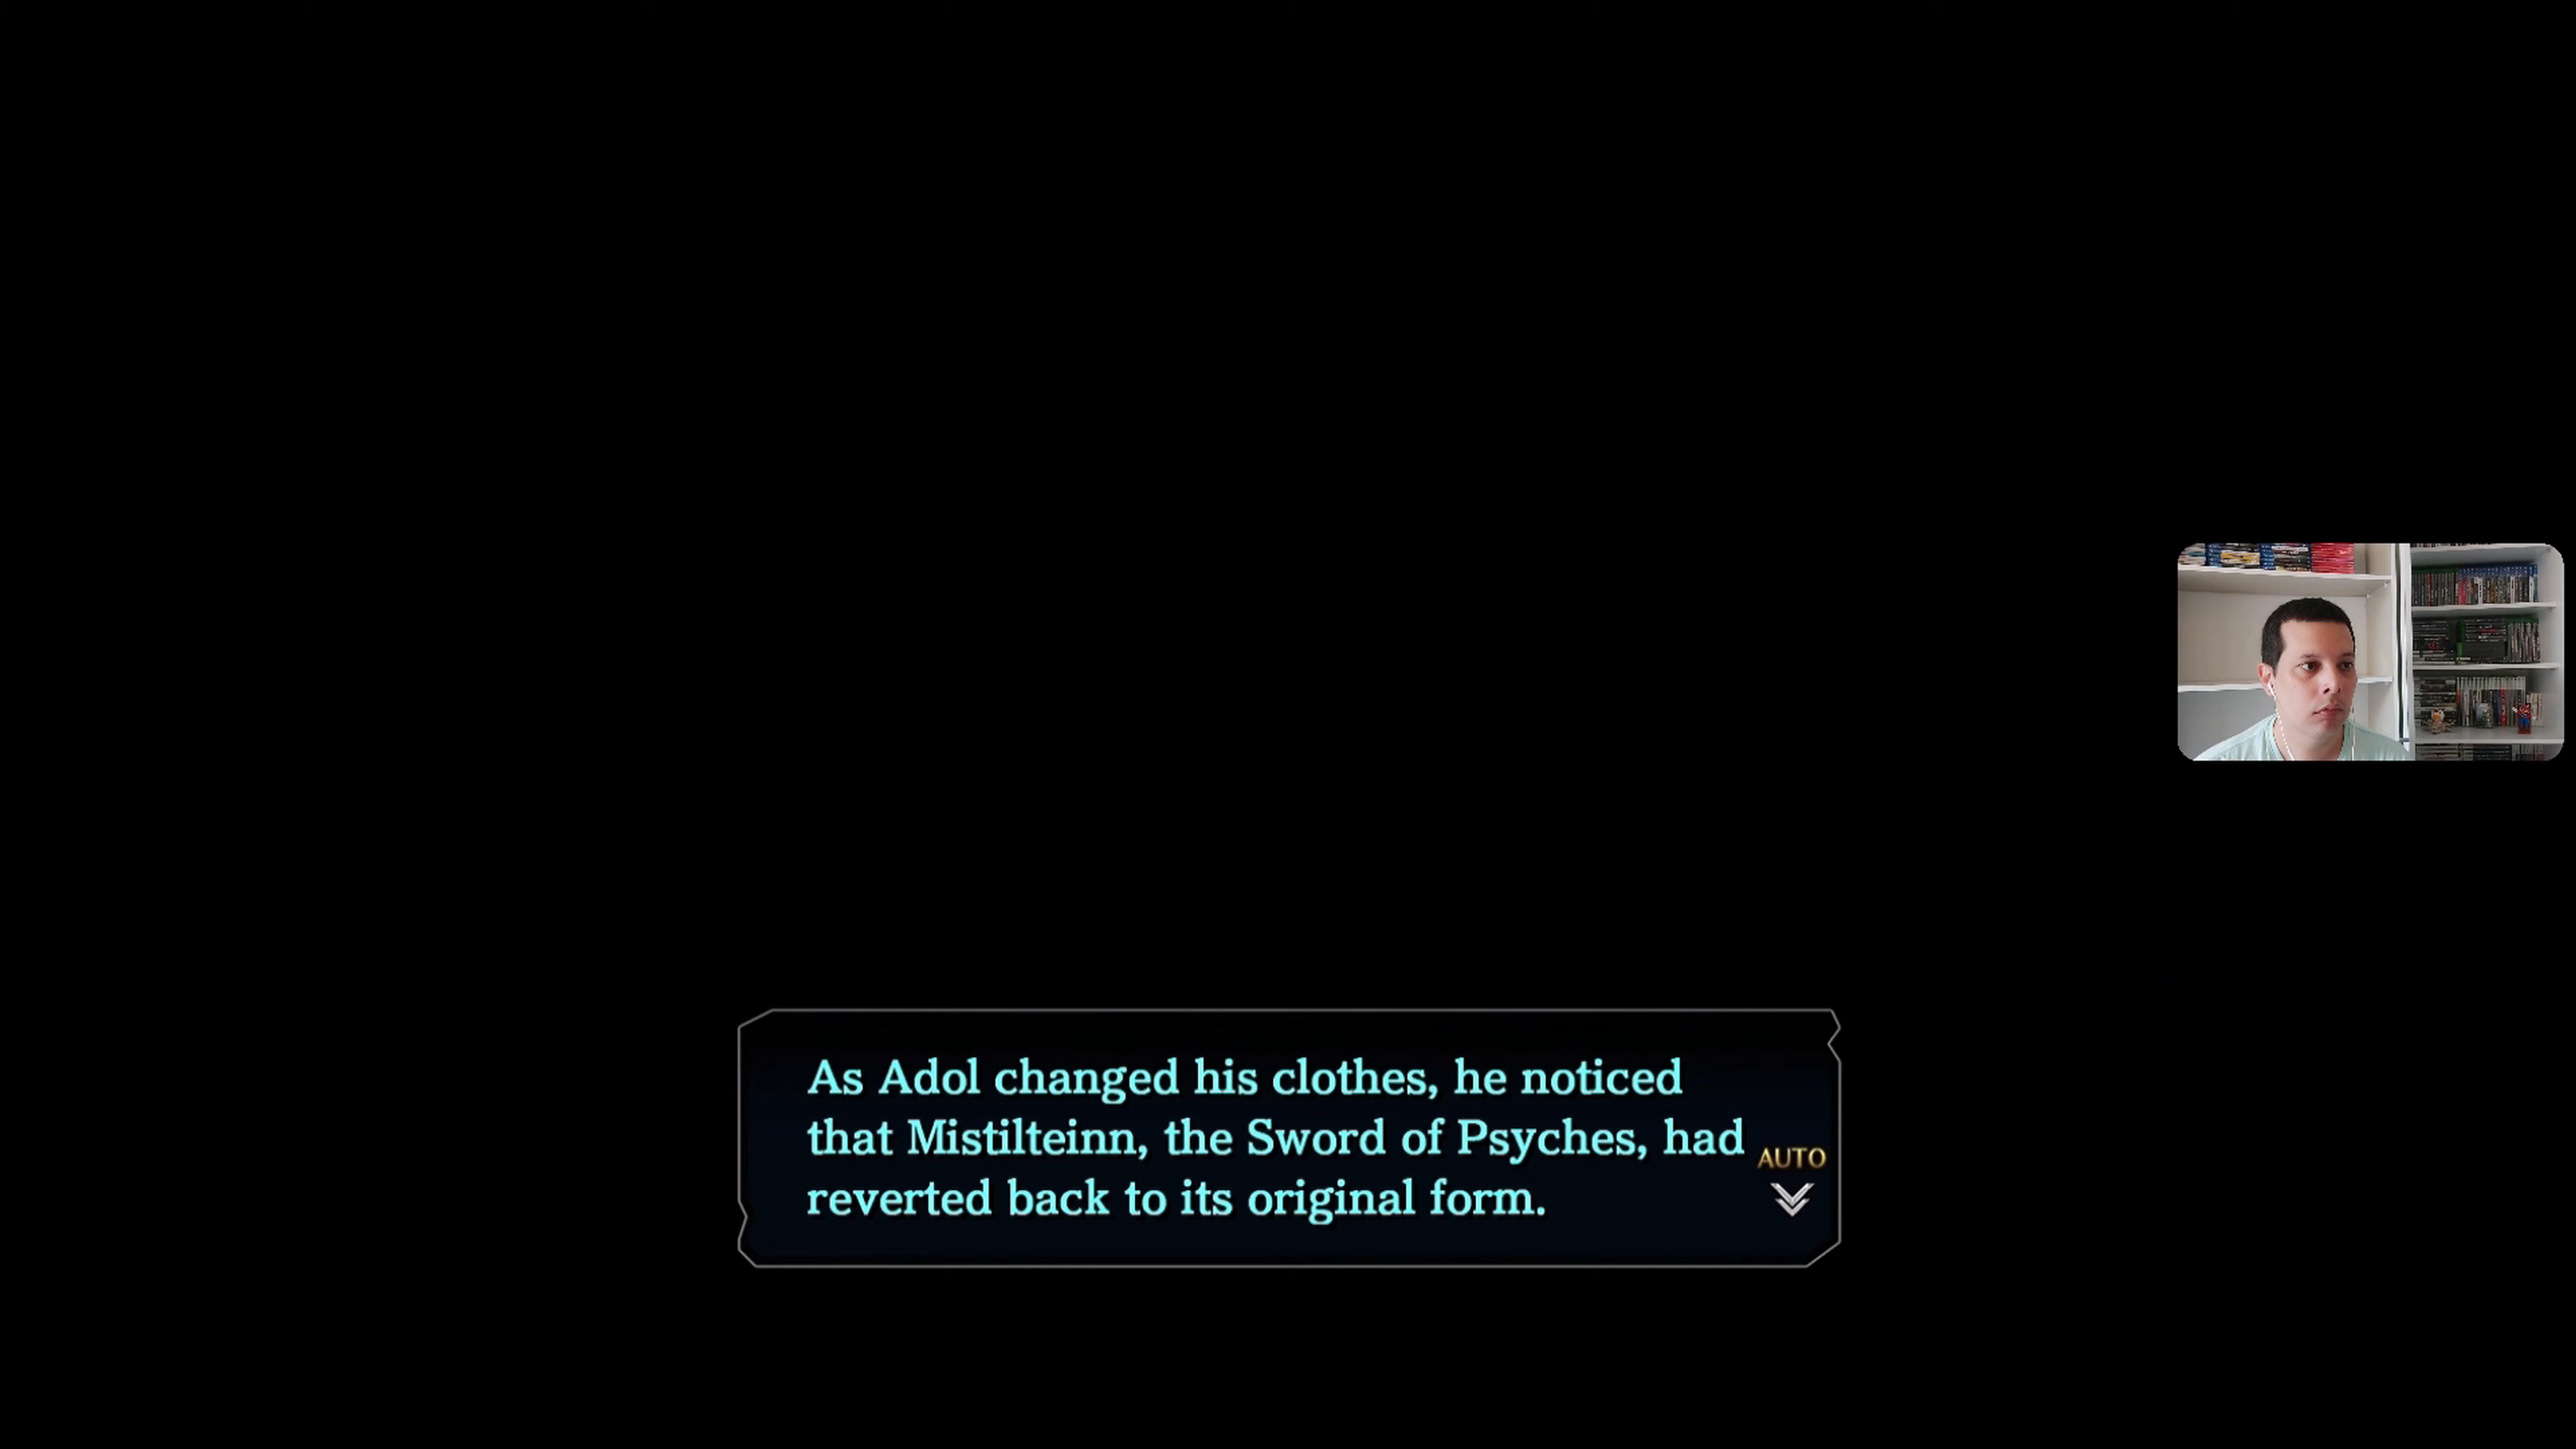 As Adol changed his clothes, he noticed
that Mistilteinn, the Sword of Psyches, had
reverted back to its original form.
AUTO